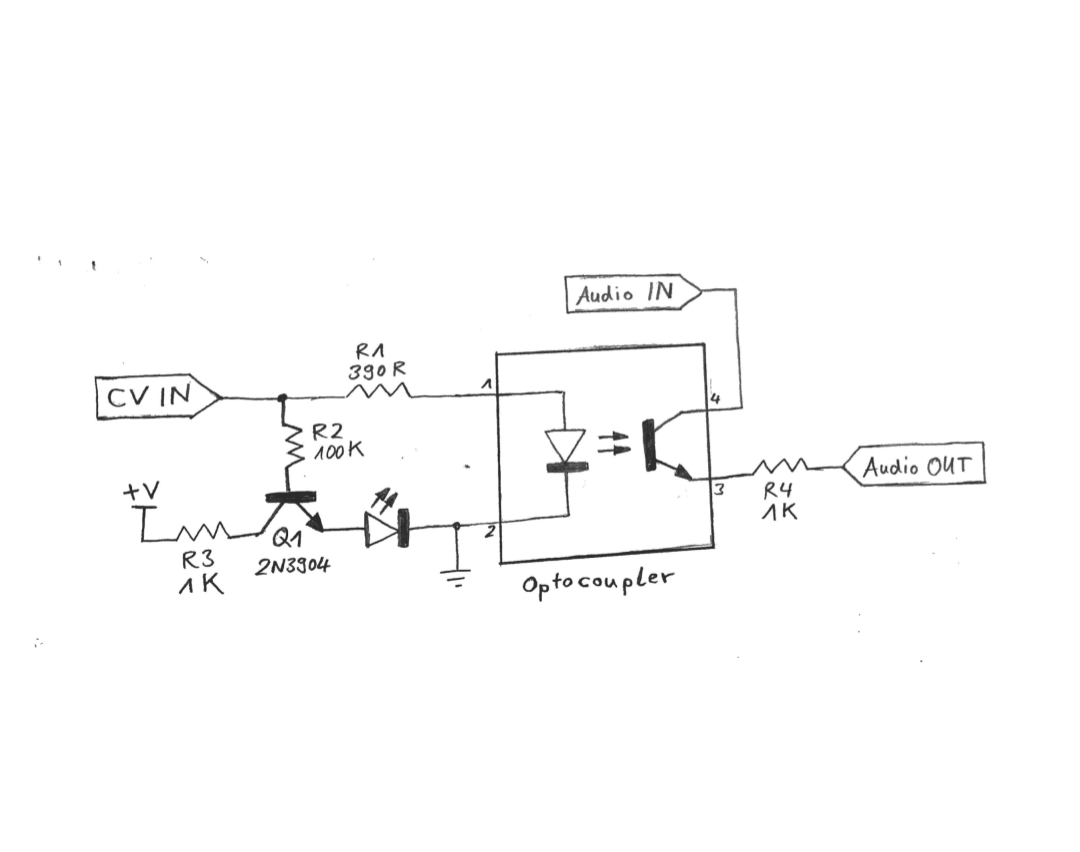 Audio IN
R1
390R
CV IN
1
4
R2
100K
Audio OUT
+V
3
R4
1K
Q1
2N3904
2
R3
1K
Optocoupler